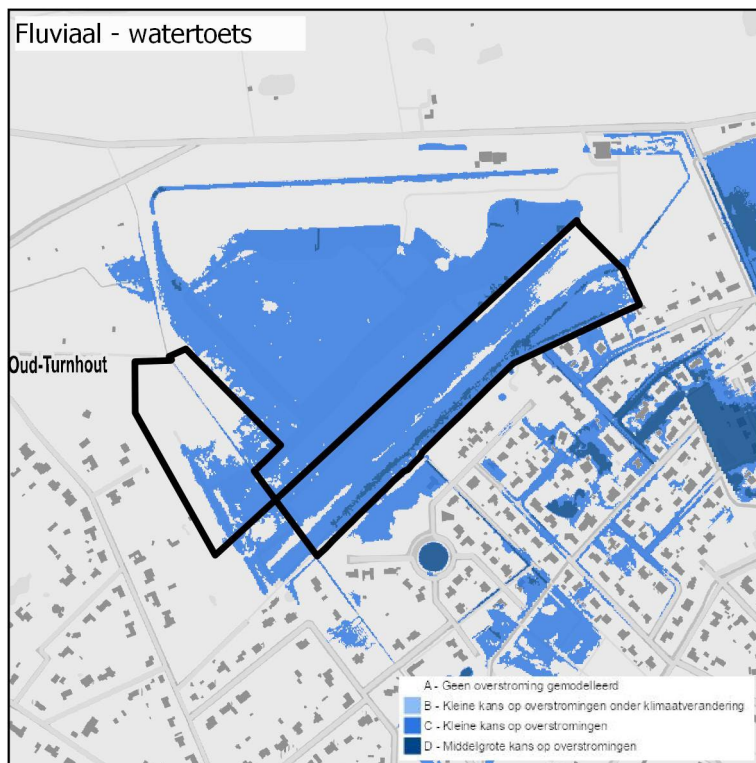 Fluviaal - watertoets
Oud-Turnhout
A - Geen overstroming gemodelleerd
B - Kleine kans op overstromingen onder klimaatverandering
C - Kleine kans op overstromingen
D - Middelgrote kans op overstromingen